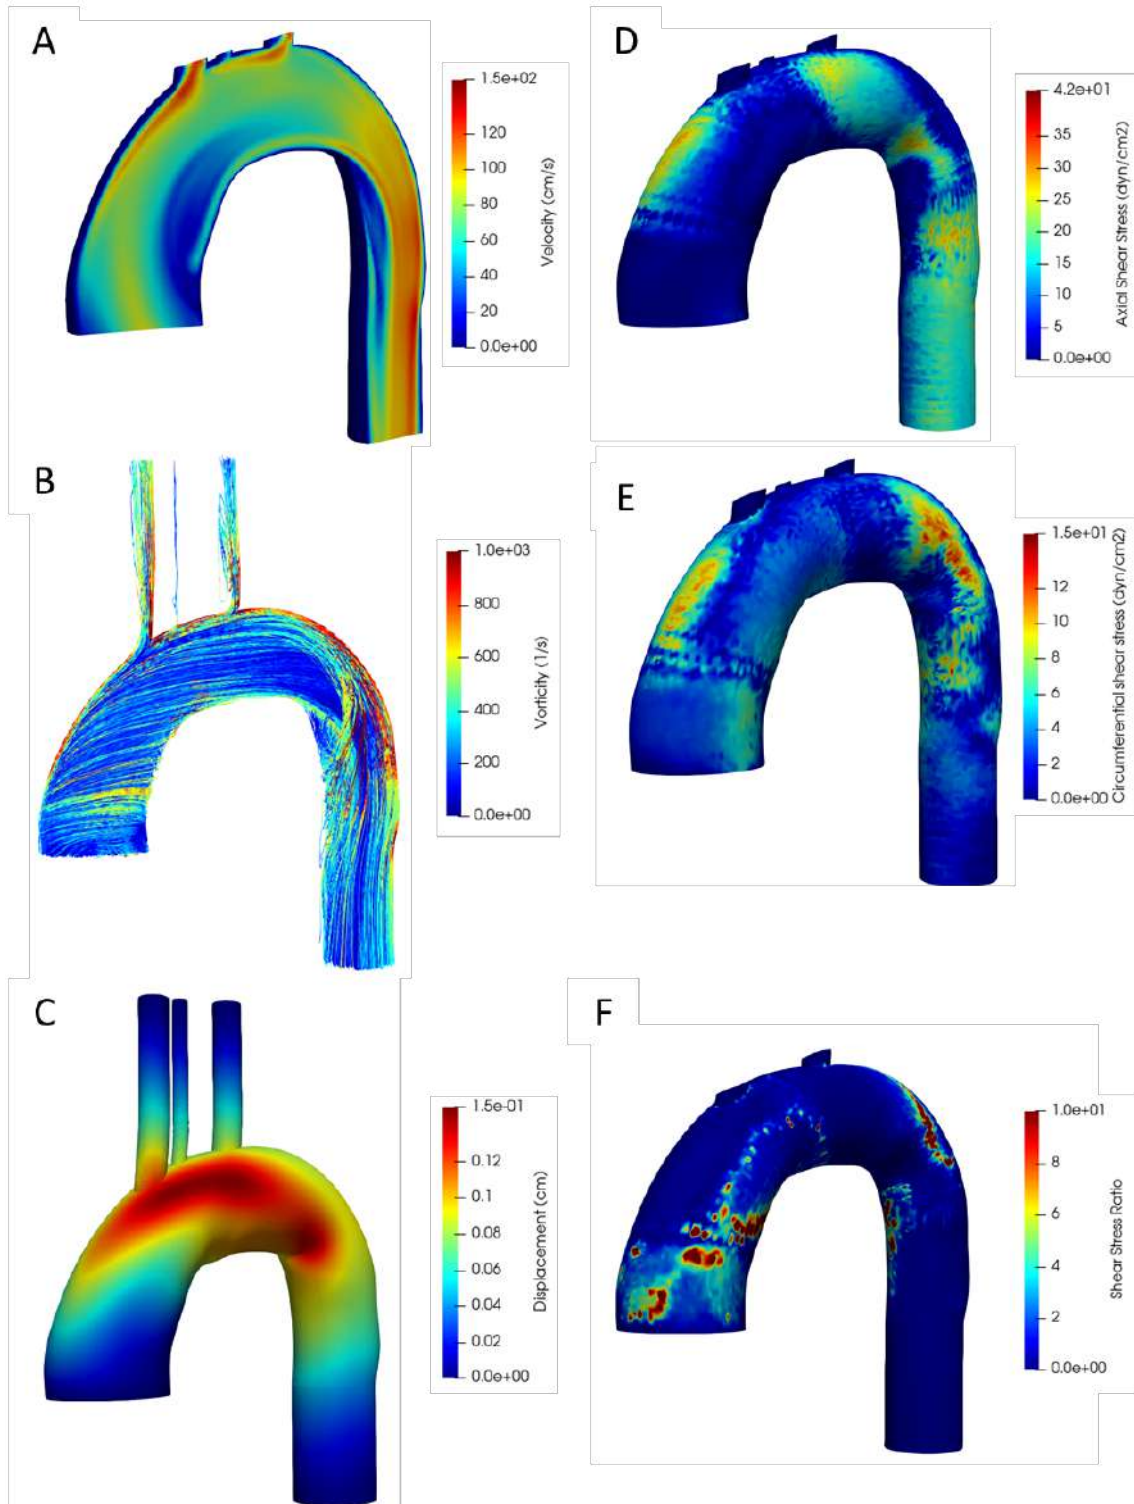 A
1.5e+02
120
100
80
60
40
20
0.0e+00
Velocity (cm/s)
B
1.0e+03
800
600
400
200
0.0e+00
Vorticity (1/s)
C
1.5e-01
0.12
0.1
0.08
0.06
0.04
0.02
0.0e+00
Displacement (cm)
D
4.2e+01
35
30
25
20
15
10
5
0.0e+00
Axial Shear Stress (dyn/cm2)
E
1.5e+01
12
10
8
6
4
2
0.0e+00
Circumferential shear stress (dyn/cm2)
F
1.0e+01
8
6
4
2
0.0e+00
Shear Stress Ratio